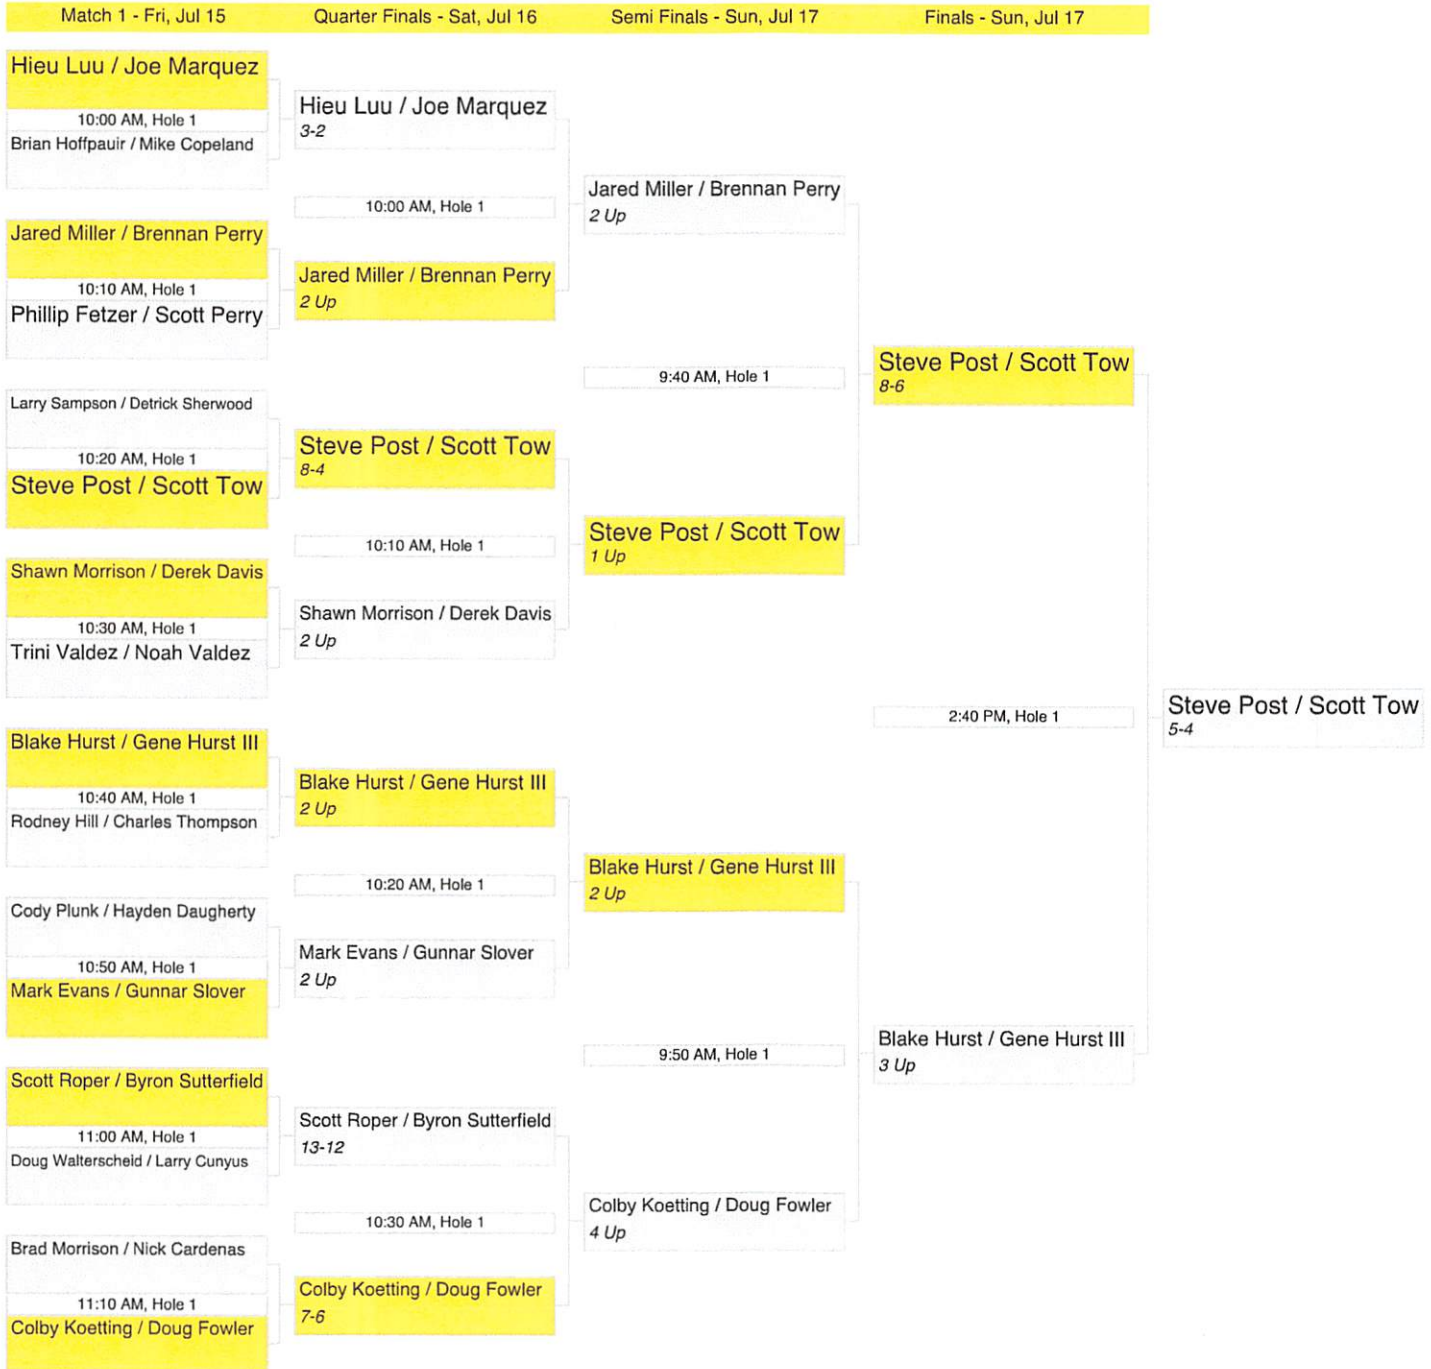 Match 1 - Fri, Jul 15
Quarter Finals - Sat, Jul 16
Semi Finals - Sun, Jul 17
Finals - Sun, Jul 17
Hieu Luu / Joe Marquez
10:00 AM, Hole 1
Brian Hoffpauir / Mike Copeland
Jared Miller / Brennan Perry
10:10 AM, Hole 1
Phillip Fetzer / Scott Perry
Larry Sampson / Detrick Sherwood
10:20 AM, Hole 1
Steve Post / Scott Tow
Shawn Morrison / Derek Davis
10:30 AM, Hole 1
Trini Valdez / Noah Valdez
Blake Hurst / Gene Hurst III
10:40 AM, Hole 1
Rodney Hill / Charles Thompson
Cody Plunk / Hayden Daugherty
10:50 AM, Hole 1
Mark Evans / Gunnar Slover
Scott Roper / Byron Sutterfield
11:00 AM, Hole 1
Doug Walterscheid / Larry Cunyus
Brad Morrison / Nick Cardenas
11:10 AM, Hole 1
Colby Koetting / Doug Fowler
Hieu Luu / Joe Marquez
3-2
10:00 AM, Hole 1
Jared Miller / Brennan Perry
2 Up
Steve Post / Scott Tow
8-4
10:10 AM, Hole 1
Shawn Morrison / Derek Davis
2 Up
Blake Hurst / Gene Hurst III
2 Up
10:20 AM, Hole 1
Mark Evans / Gunnar Slover
2 Up
Scott Roper / Byron Sutterfield
13-12
10:30 AM, Hole 1
Colby Koetting / Doug Fowler
7-6
Jared Miller / Brennan Perry
2 Up
9:40 AM, Hole 1
Steve Post / Scott Tow
1 Up
Blake Hurst / Gene Hurst III
2 Up
9:50 AM, Hole 1
Colby Koetting / Doug Fowler
4 Up
Steve Post / Scott Tow
8-6
2:40 PM, Hole 1
Blake Hurst / Gene Hurst III
3 Up
Steve Post / Scott Tow
5-4